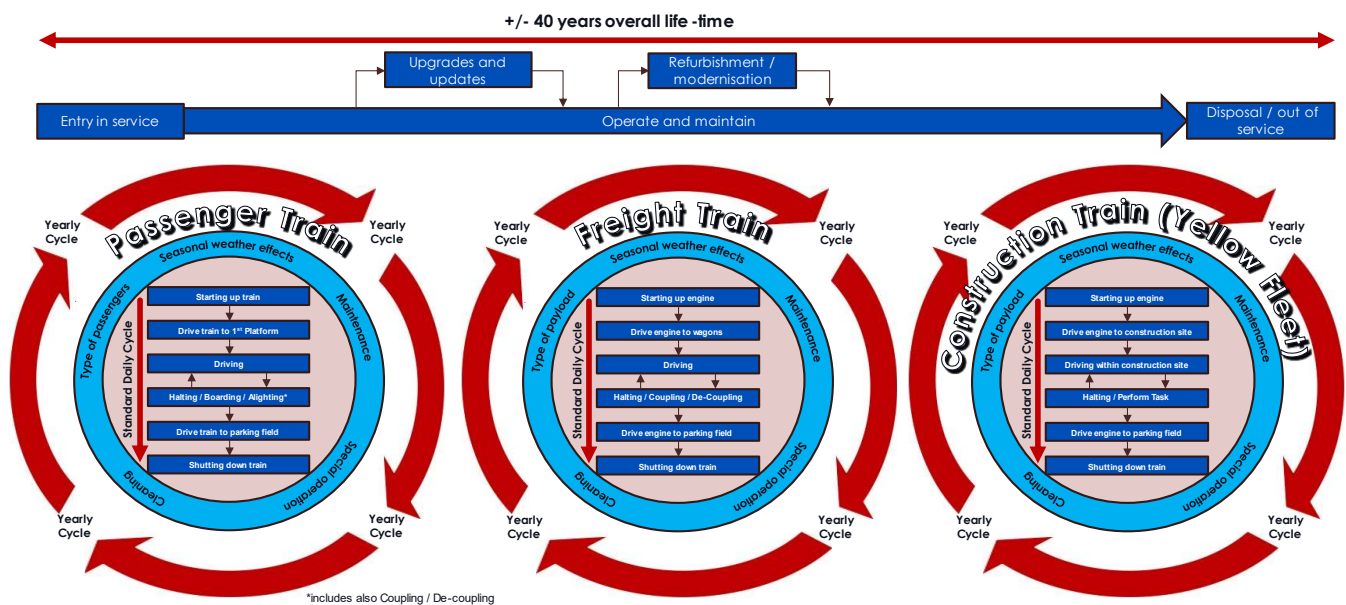 +/- 40 years overall life -time
Upgrades and
updates
Refurbishment /
modernisation
Entry in service
Operate and maintain
Disposal / out of
service
Passenger Train
Yearly
Cycle
Yearly
Cycle
Seasonal weather effects
Type of passengers
Maintenance
Standard Daily Cycle
Starting up train
Drive train to 1st Platform
Driving
Halting / Boarding / Alighting*
Drive train to parking field
Shutting down train
Cleaning
Special operation
Yearly
Cycle
Yearly
Cycle
*includes also Coupling / De-coupling
Freight Train
Yearly
Cycle
Yearly
Cycle
Seasonal weather effects
Type of payload
Maintenance
Standard Daily Cycle
Starting up engine
Drive engine to wagons
Driving
Halting / Coupling / De-Coupling
Drive engine to parking field
Shutting down train
Cleaning
Special operation
Yearly
Cycle
Yearly
Cycle
Construction Train (Yellow Fleet)
Yearly
Cycle
Yearly
Cycle
Seasonal weather effects
Type of payload
Maintenance
Standard Daily Cycle
Starting up engine
Drive engine to construction site
Driving within construction site
Halting / Perform Task
Drive engine to parking field
Shutting down train
Cleaning
Special operation
Yearly
Cycle
Yearly
Cycle